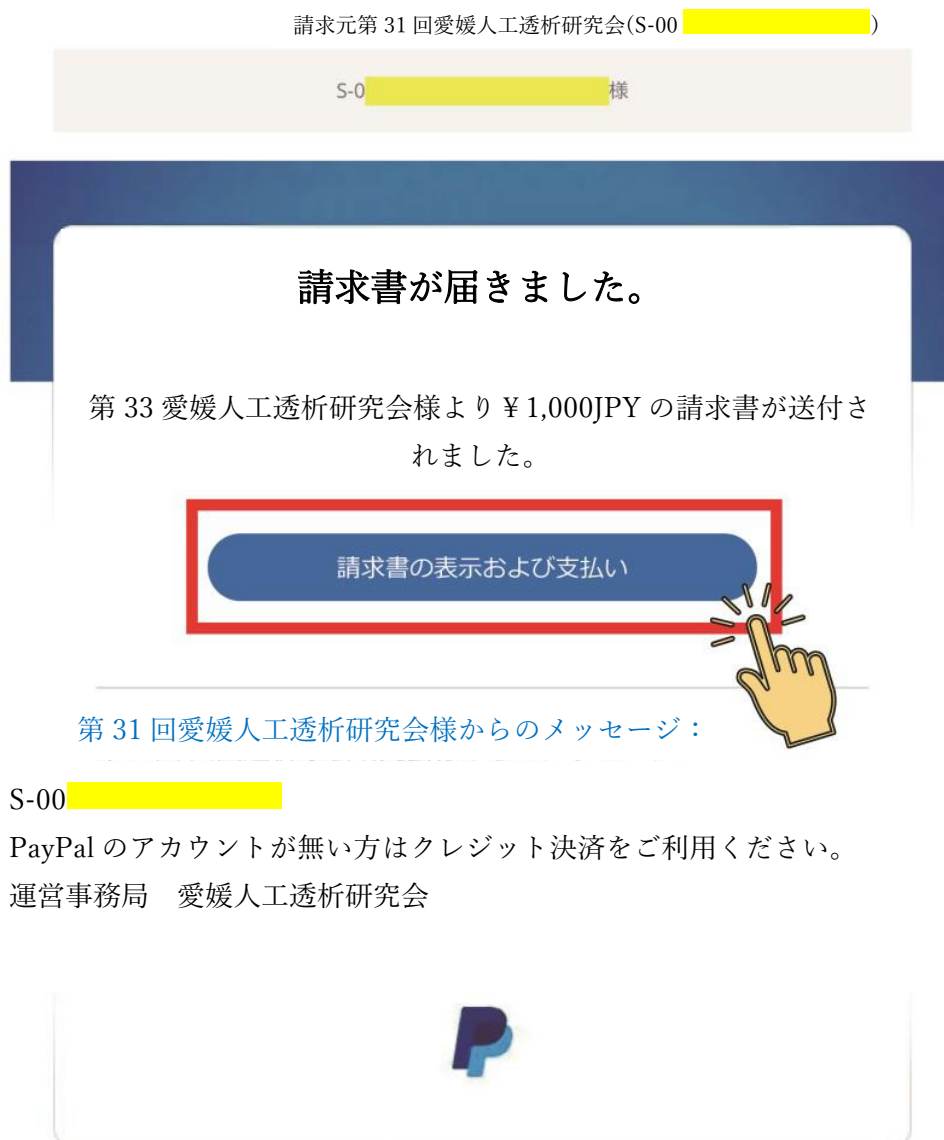 請求元第 31 回愛媛人工透析研究会(S-00 )
S-0 様
請求書が届きました。
第 33 愛媛人工透析研究会様より¥1,000JPY の請求書が送付さ
れました。
請求書の表示および支払い
第 31 回愛媛人工透析研究会様からのメッセージ：
S-00
PayPal のアカウントが無い方はクレジット決済をご利用ください。
運営事務局　愛媛人工透析研究会